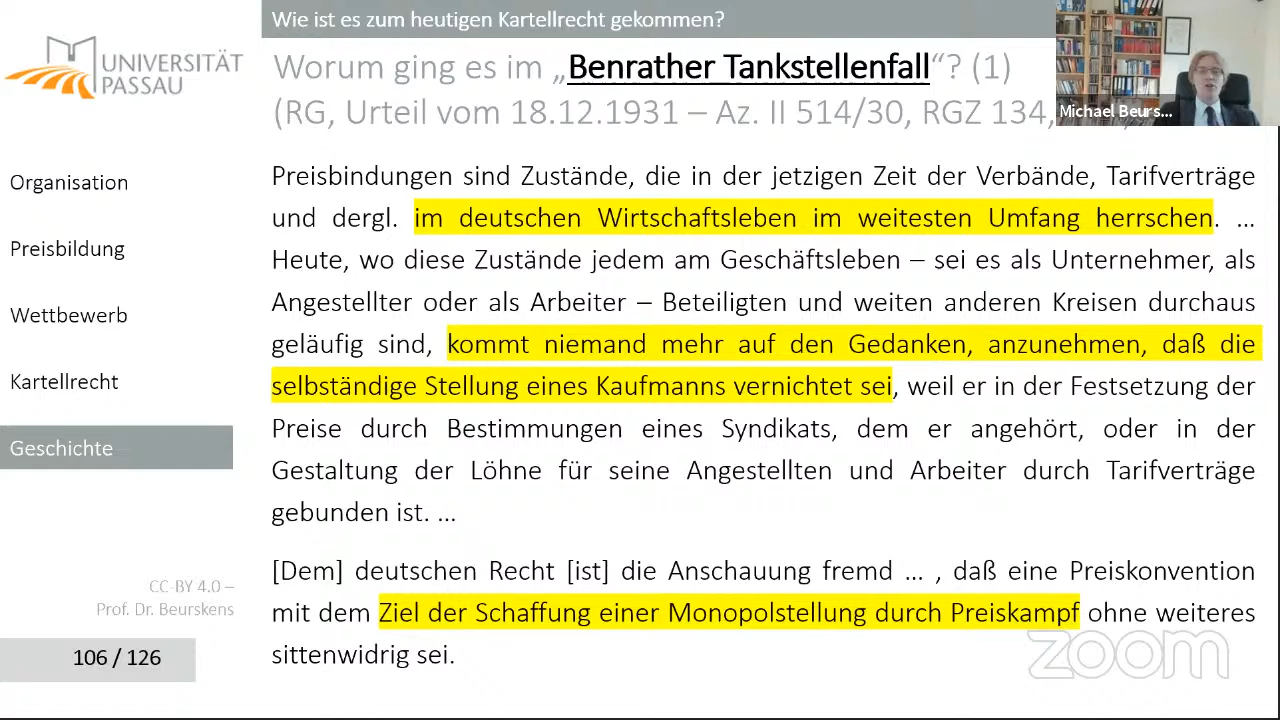 Wie ist es zum heutigen Kartellrecht gekommen?
UNIVERSITÄT
PASSAU
Worum ging es im „Benrather Tankstellenfall“? (1)
(RG, Urteil vom 18.12.1931 – Az. II 514/30, RGZ 134,
Michael Beurs...
Organisation
Preisbildung
Wettbewerb
Kartellrecht
Geschichte
Preisbindungen sind Zustände, die in der jetzigen Zeit der Verbände, Tarifverträge
und dergl. im deutschen Wirtschaftsleben im weitesten Umfang herrschen. ...
Heute, wo diese Zustände jedem am Geschäftsleben – sei es als Unternehmer, als
Angestellter oder als Arbeiter – Beteiligten und weiten anderen Kreisen durchaus
geläufig sind, kommt niemand mehr auf den Gedanken, anzunehmen, daß die
selbständige Stellung eines Kaufmanns vernichtet sei, weil er in der Festsetzung der
Preise durch Bestimmungen eines Syndikats, dem er angehört, oder in der
Gestaltung der Löhne für seine Angestellten und Arbeiter durch Tarifverträge
gebunden ist. ...
[Dem] deutschen Recht [ist] die Anschauung fremd ... , daß eine Preiskonvention
mit dem Ziel der Schaffung einer Monopolstellung durch Preiskampf ohne weiteres
sittenwidrig sei.
CC-BY 4.0 –
Prof. Dr. Beurskens
106 / 126
zoom